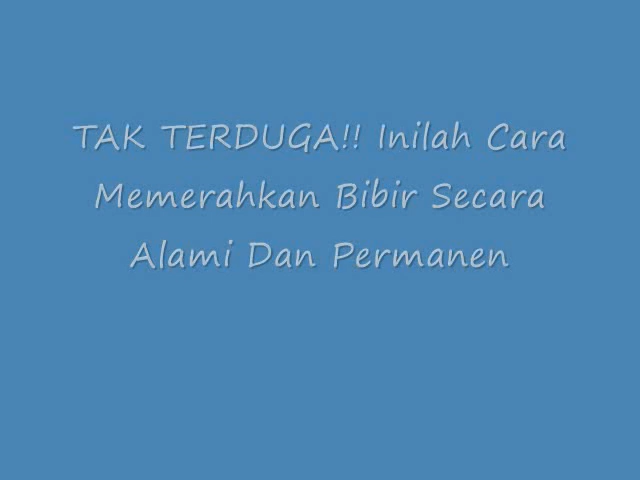 TAK TERDUGA!! Inilah Cara
Memerahkan Bibir Secara
Alami Dan Permanen